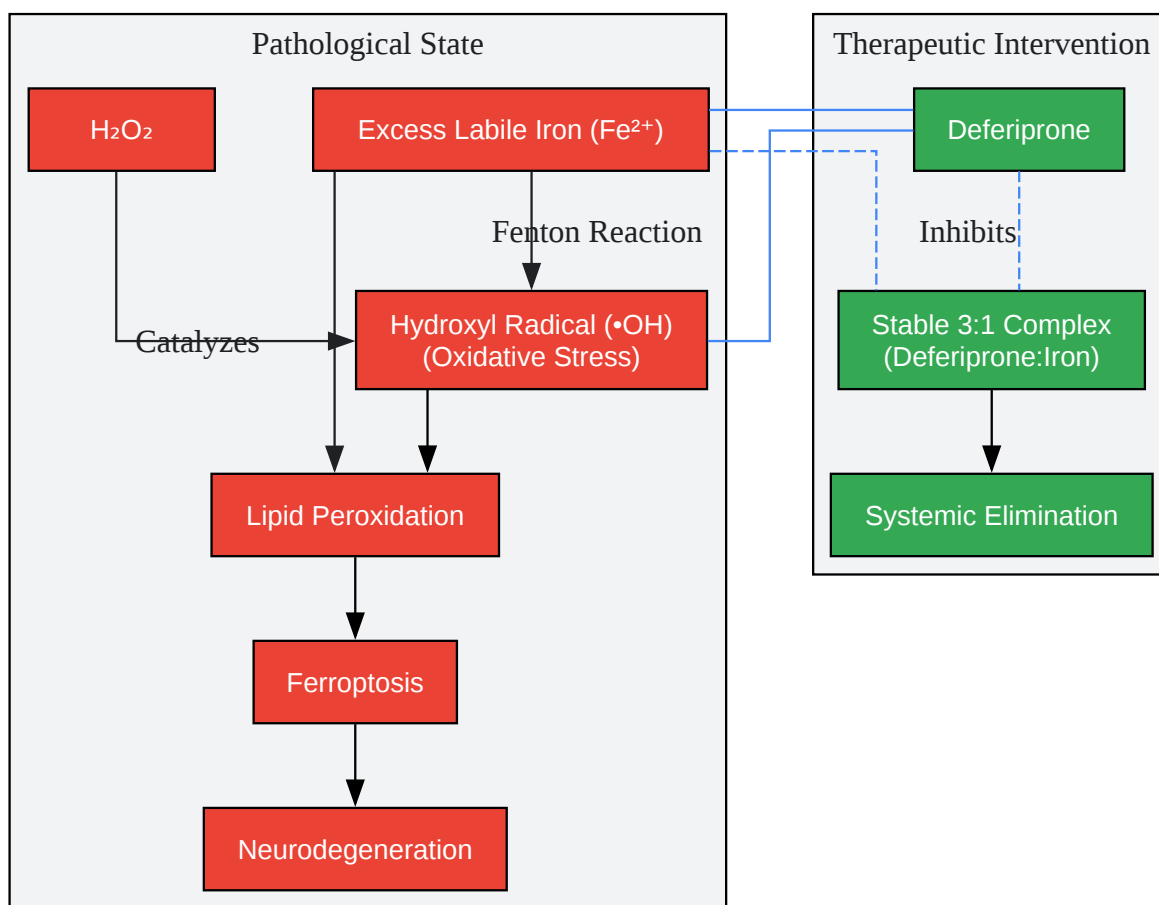 Pathological State
Therapeutic Intervention
H₂O₂
Excess Labile Iron (Fe²⁺)
Deferiprone
Fenton Reaction
Inhibits
Catalyzes
Hydroxyl Radical (•OH)
(Oxidative Stress)
Stable 3:1 Complex
(Deferiprone:Iron)
Lipid Peroxidation
Systemic Elimination
Ferroptosis
Neurodegeneration